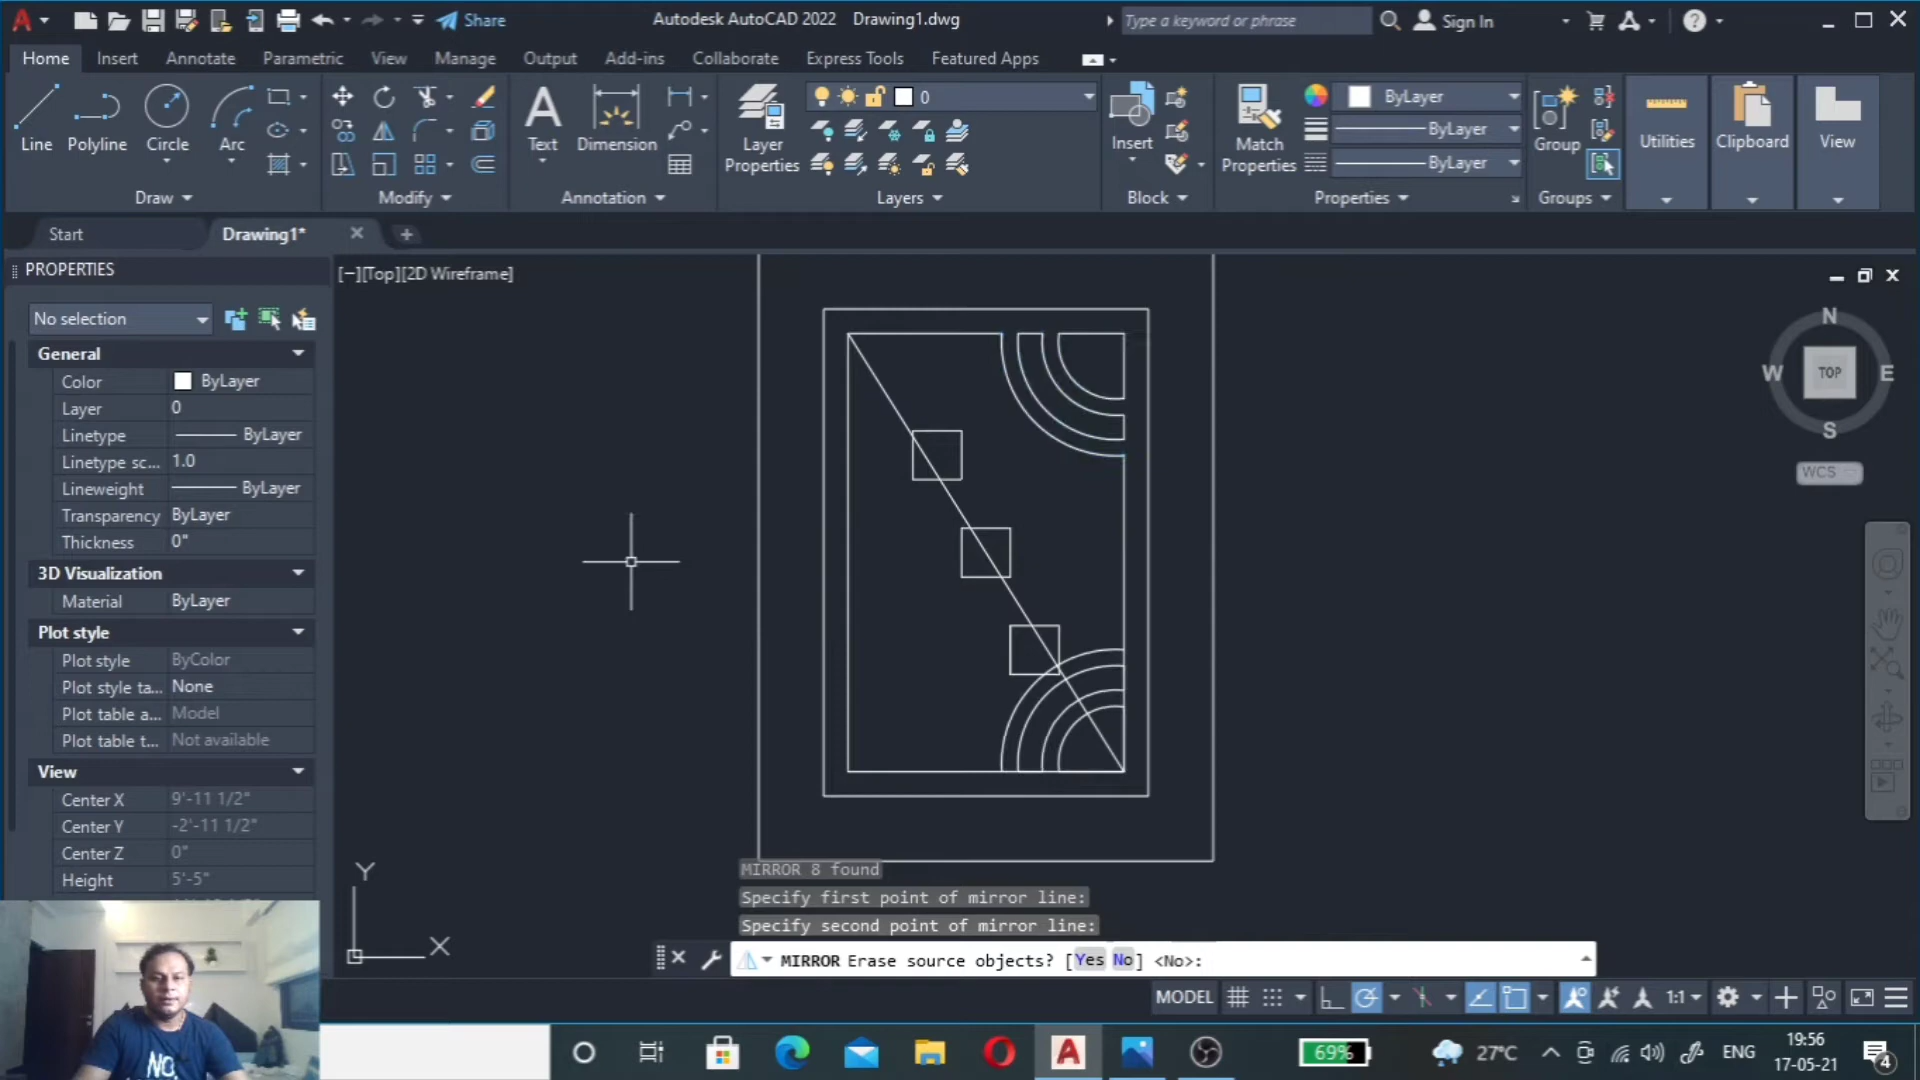 Share
Autodesk AutoCAD 2022 Drawing1.dwg
Type a keyword or phrase
Sign In
Home Insert Annotate Parametric View Manage Output Add-ins Collaborate Express Tools Featured Apps
0
ByLayer
Line Polyline Circle Arc
Text Dimension
Layer Properties
Insert
Match Properties
ByLayer
Group
Utilities Clipboard View
ByLayer
Draw Modify Annotation Layers Block Properties Groups
Start Drawing1*
PROPERTIES
[−][Top][2D Wireframe]
No selection
General
Color ByLayer
Layer 0
Linetype ByLayer
Linetype sc... 1.0
Lineweight ByLayer
Transparency ByLayer
Thickness 0"
3D Visualization
Material ByLayer
Plot style
Plot style ByColor
Plot style ta... None
Plot table a... Model
Plot table t... Not available
View
Center X 9'-11 1/2"
Center Y -2'-11 1/2"
Center Z 0"
Height 5'-5"
N
W TOP E
S
WCS
Y
X
MIRROR 8 found
Specify first point of mirror line:
Specify second point of mirror line:
MIRROR Erase source objects? [Yes No] <No>:
MODEL
1:1
NO
69%
27°C
ENG
19:56
17-05-21
4